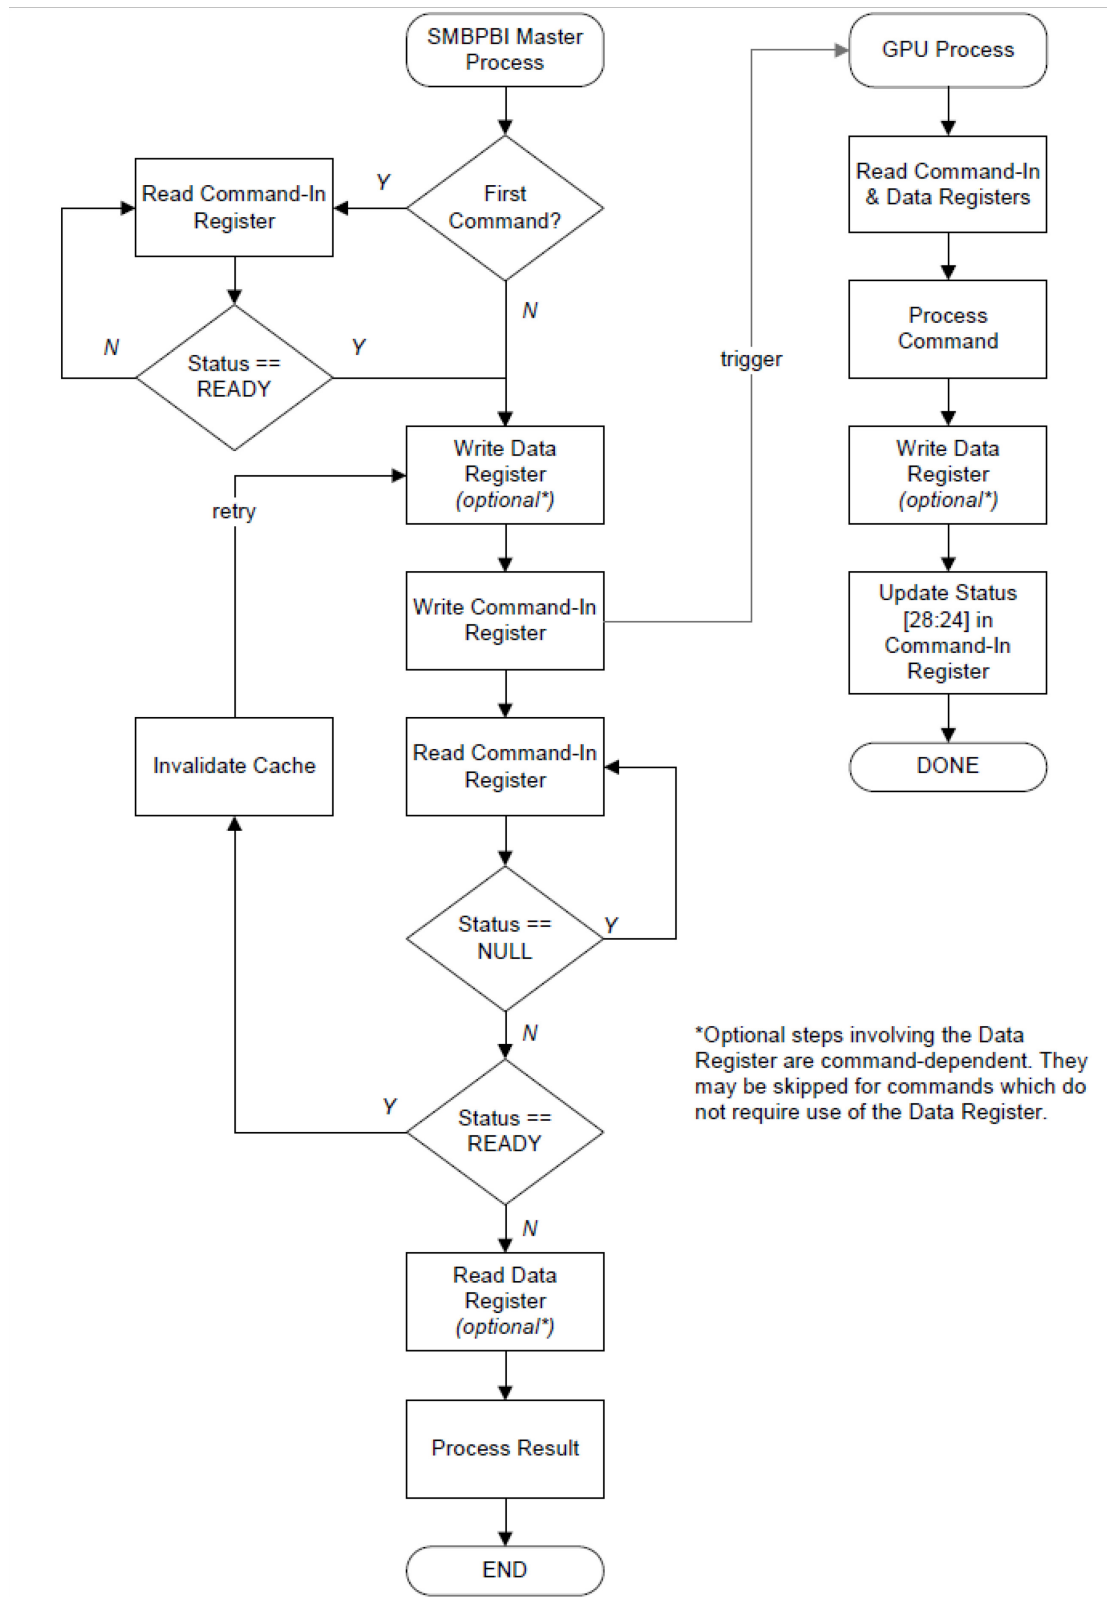 SMBPBI Master
Process
First
Command?
Y
N
Read Command-In
Register
Status ==
READY
N
Y
Write Data
Register
(optional*)
retry
Write Command-In
Register
trigger
Read Command-In
Register
Invalidate Cache
Status ==
NULL
Y
N
Status ==
READY
Y
N
Read Data
Register
(optional*)
Process Result
END
GPU Process
Read Command-In
& Data Registers
Process
Command
Write Data
Register
(optional*)
Update Status
[28:24] in
Command-In
Register
DONE
*Optional steps involving the Data
Register are command-dependent. They
may be skipped for commands which do
not require use of the Data Register.